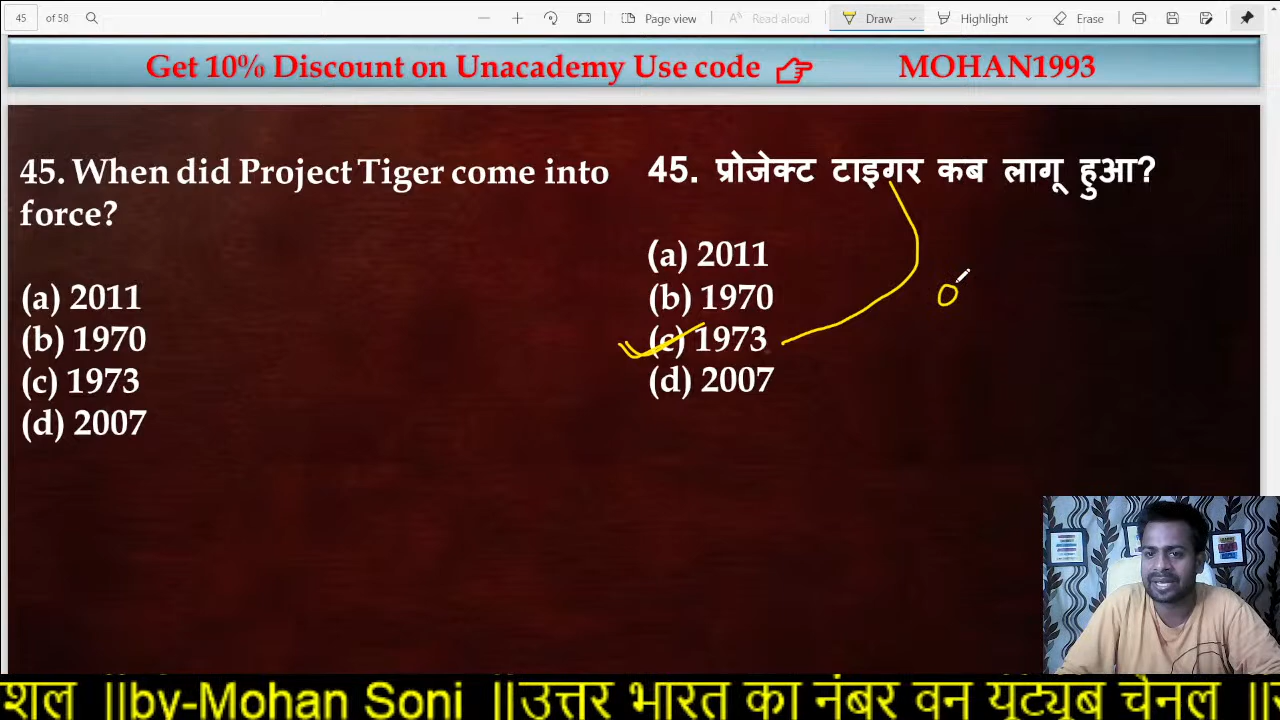 45 of 58
Page view
Read aloud
Draw
Highlight
Erase
Get 10% Discount on Unacademy Use code MOHAN1993
45. When did Project Tiger come into
force?
(a) 2011
(b) 1970
(c) 1973
(d) 2007
45. प्रोजेक्ट टाइगर कब लागू हुआ?
(a) 2011
(b) 1970
(c) 1973
(d) 2007
शल ||by-Mohan Soni ||उत्तर भारत का नंबर वन यूट्यूब चैनल ||